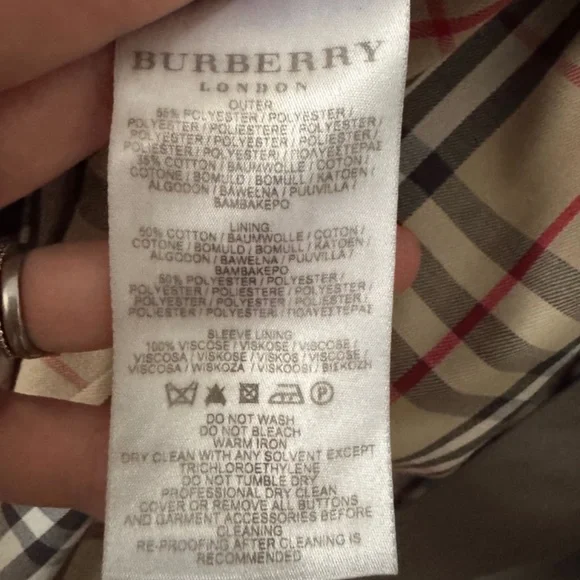 BURBERRY
LONDON
OUTER
65% POLYESTER / POLYESTER /
POLYESTER / POLIESTERE / POLYESTER /
POLYESTER / POLYESTER / POLYESTER /
POLIESTER / POLYESTERI / ΠΟΛΥΕΣΤΕΡΑΣ
35% COTTON / BAUMWOLLE / COTON /
COTONE / BOMULD / BOMULL / KATOEN /
ALGODON / BAWEŁNA / PUUVILLA /
ΒΑΜΒΑΚΕΡΟ
LINING
50% COTTON / BAUMWOLLE / COTON /
COTONE / BOMULD / BOMULL / KATOEN /
ALGODON / BAWEŁNA / PUUVILLA /
ΒΑΜΒΑΚΕΡΟ
50% POLYESTER / POLYESTER /
POLYESTER / POLIESTERE / POLYESTER /
POLYESTER / POLYESTER / POLYESTER /
POLIESTER / POLYESTERI / ΠΟΛΥΕΣΤΕΡΑΣ
SLEEVE LINING
100% VISCOSE / VISKOSE / VISCOSE /
VISCOSA / VISKOSE / VISKOS / VISCOSE /
VISCOSA / WISKOZA / VISKOOSI / ΒΙΣΚΟΖΗ
P
DO NOT WASH
DO NOT BLEACH
WARM IRON
DRY CLEAN WITH ANY SOLVENT EXCEPT
TRICHLOROETHYLENE
DO NOT TUMBLE DRY
PROFESSIONAL DRY CLEAN
COVER OR REMOVE ALL BUTTONS
AND GARMENT ACCESSORIES BEFORE
CLEANING
RE-PROOFING AFTER CLEANING IS
RECOMMENDED